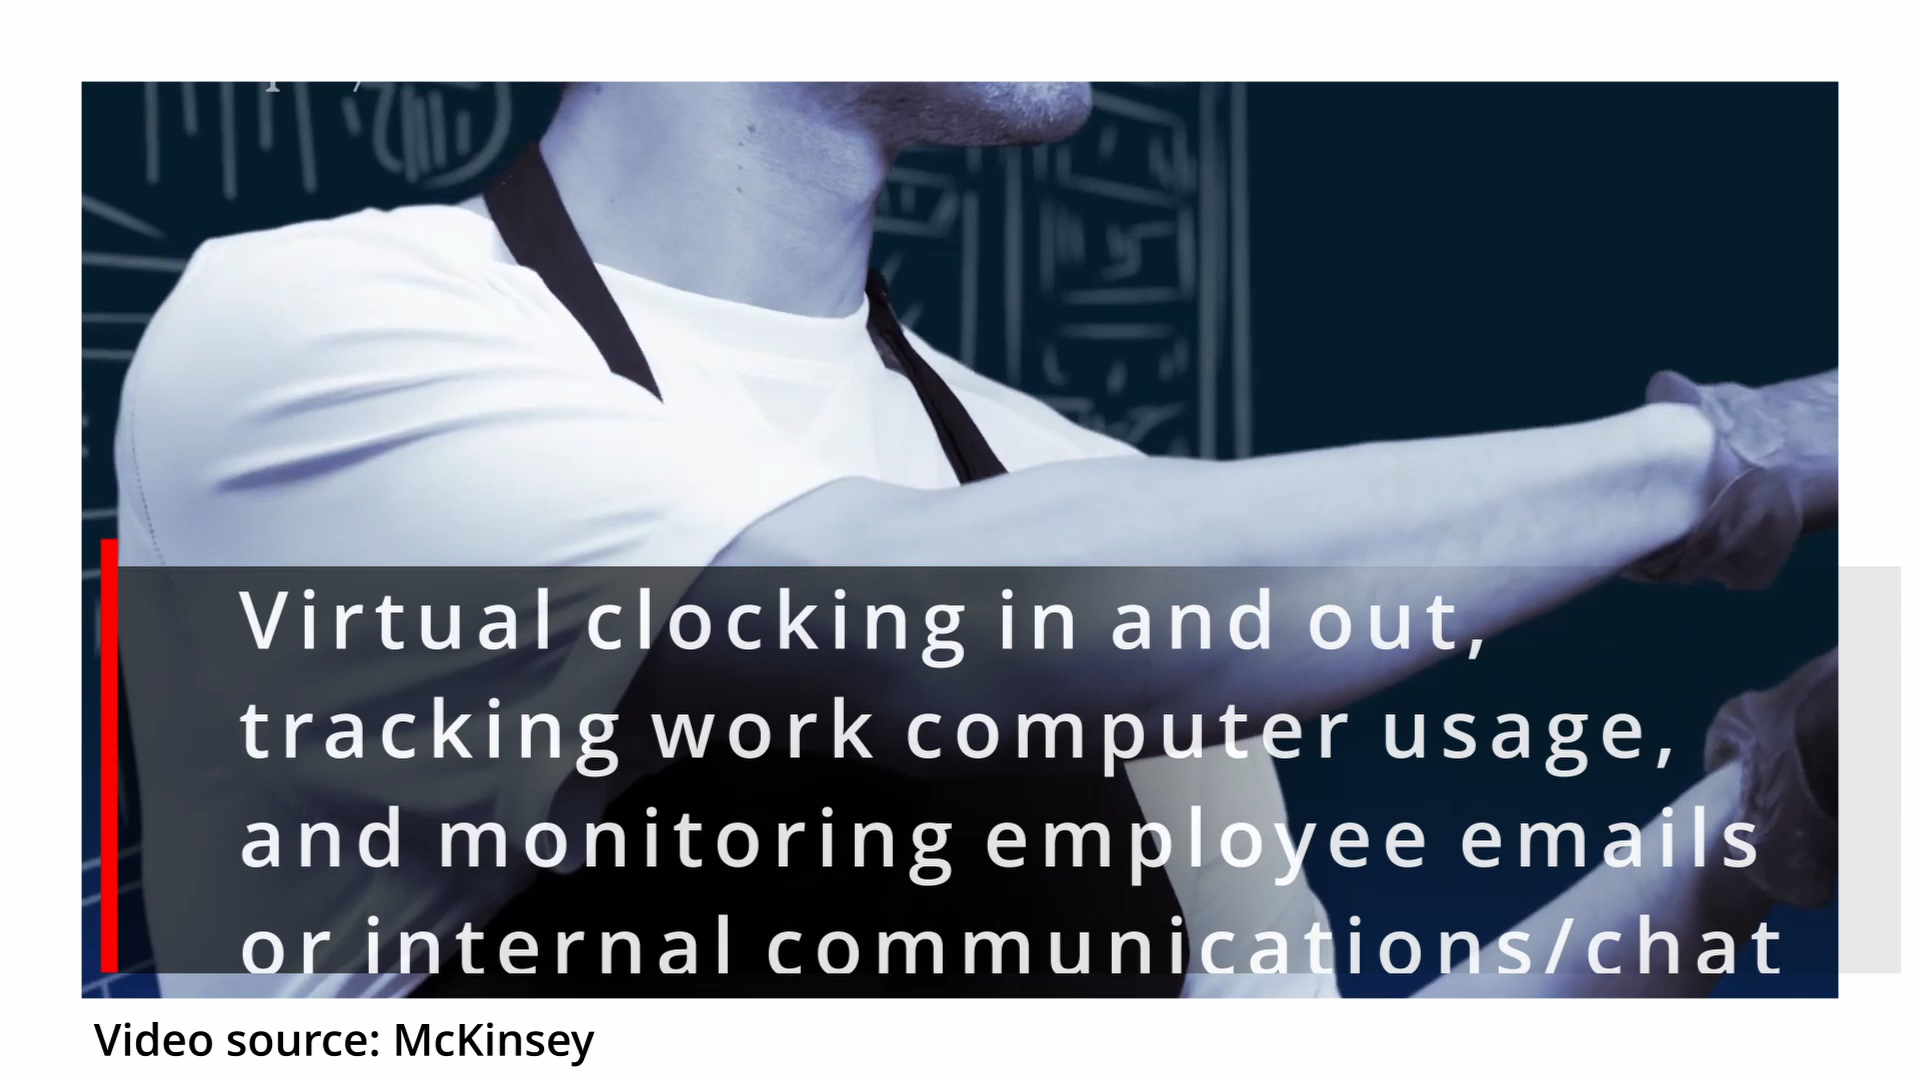 Virtual clocking in and out,
tracking work computer usage,
and monitoring employee emails
or internal communications/chat
Video source: McKinsey